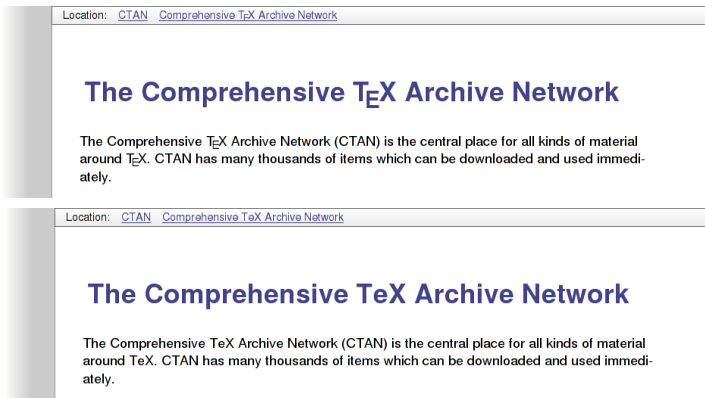 Location: CTAN Comprehensive TEX Archive Network
The Comprehensive TEX Archive Network
The Comprehensive TEX Archive Network (CTAN) is the central place for all kinds of material
around TEX. CTAN has many thousands of items which can be downloaded and used immedi-
ately.
Location: CTAN Comprehensive TeX Archive Network
The Comprehensive TeX Archive Network
The Comprehensive TeX Archive Network (CTAN) is the central place for all kinds of material
around TeX. CTAN has many thousands of items which can be downloaded and used immedi-
ately.